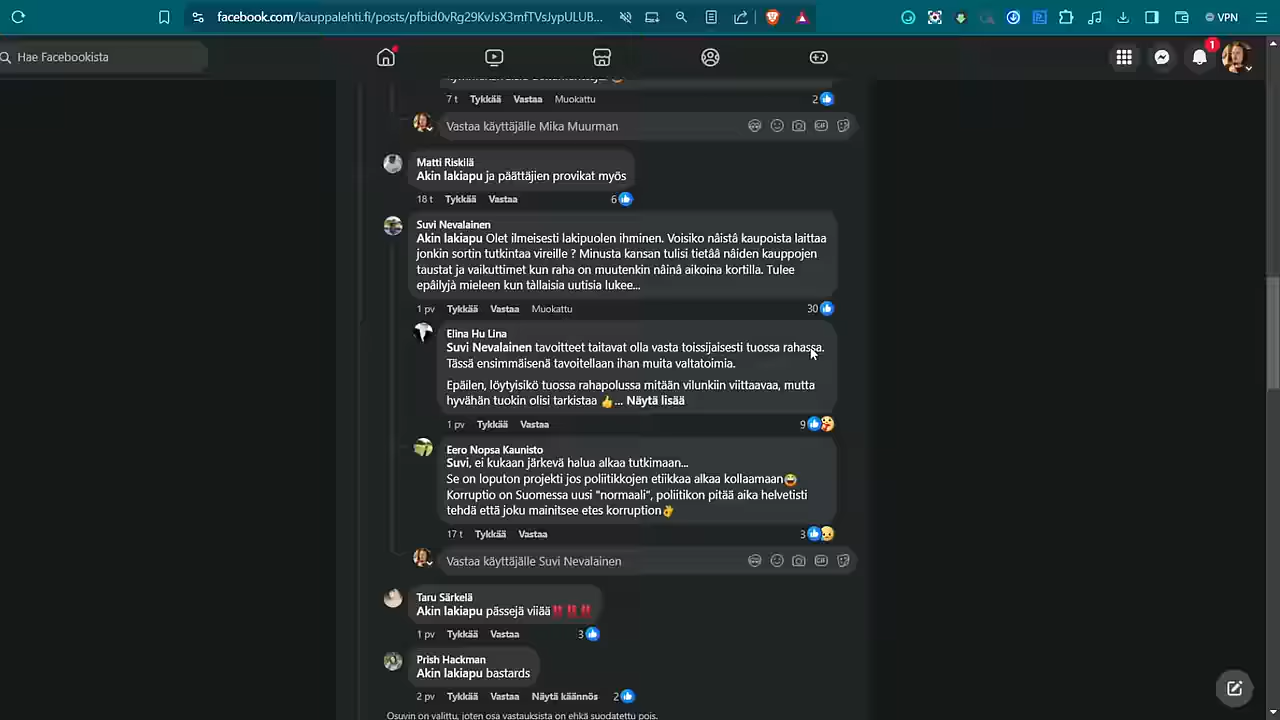 facebook.com/kauppalehti.fi/posts/pfbid0vRg29KvJsX3mfTVsJypULUB...
VPN
Hae Facebookista
1
7 t Tykkää Vastaa Muokattu 2
Vastaa käyttäjälle Mika Muurman
Matti Riskilä
Akin lakiapu ja päättäjien provikat myös
18 t Tykkää Vastaa 6
Suvi Nevalainen
Akin lakiapu Olet ilmeisesti lakipuolen ihminen. Voisiko näistä kaupoista laittaa
jonkin sortin tutkintaa vireille ? Minusta kansan tulisi tietää näiden kauppojen
taustat ja vaikuttimet kun raha on muutenkin näinä aikoina kortilla. Tulee
epäilyjä mieleen kun tällaisia uutisia lukee...
1 pv Tykkää Vastaa Muokattu 30
Elina Hu Lina
Suvi Nevalainen tavoitteet taitavat olla vasta toissijaisesti tuossa rahassa.
Tässä ensimmäisenä tavoitellaan ihan muita valtatoimia.
Epäilen, löytyisikö tuossa rahapolussa mitään vilunkiin viittaavaa, mutta
hyvähän tuokin olisi tarkistaa 👍... Näytä lisää
1 pv Tykkää Vastaa 9
Eero Nopsa Kaunisto
Suvi, ei kukaan järkevä halua alkaa tutkimaan...
Se on loputon projekti jos poliitikkojen etiikkaa alkaa kollaamaan😂
Korruptio on Suomessa uusi "normaali", poliitikon pitää aika helvetisti
tehdä että joku mainitsee etes korruption👌
17 t Tykkää Vastaa 3
Vastaa käyttäjälle Suvi Nevalainen
Taru Särkelä
Akin lakiapu pässejä viiää‼️‼️‼️
1 pv Tykkää Vastaa 3
Prish Hackman
Akin lakiapu bastards
2 pv Tykkää Vastaa Näytä käännös 2
Osuvin on valittu, joten osa vastauksista on ehkä suodatettu pois.